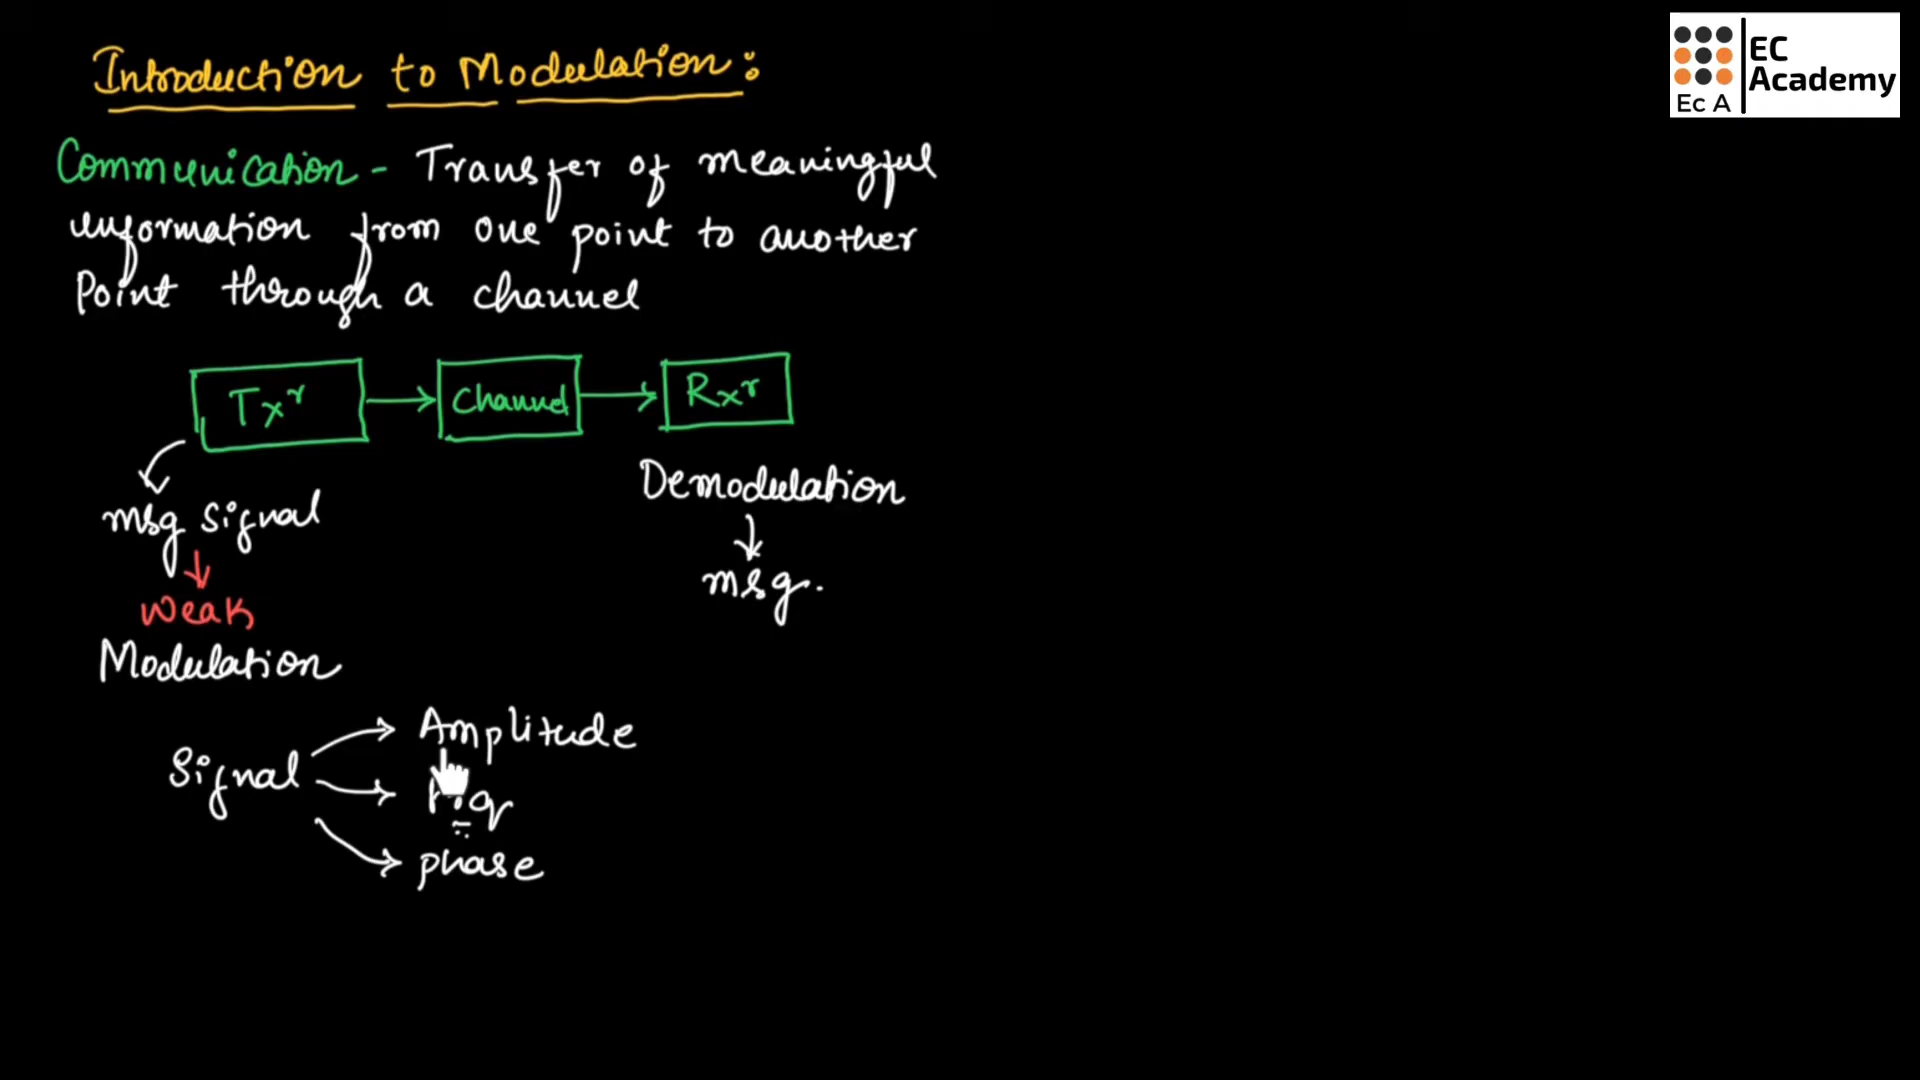 Introduction to Modulation:
EC
Academy
Ec A
Communication - Transfer of meaningful
information from one point to another
Point through a channel
Txr
Channel
Rxr
msg signal
Demodulation
msg.
weak
Modulation
Signal
Amplitude
phase